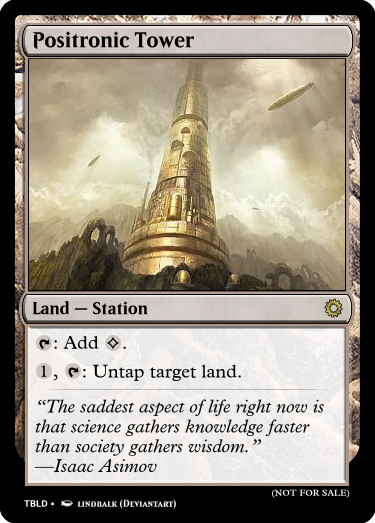 Positronic Tower
Land — Station
: Add .
1, : Untap target land.
“The saddest aspect of life right now is
that science gathers knowledge faster
than society gathers wisdom.”
—Isaac Asimov
(NOT FOR SALE)
TBLD • LINDBALK (DEVIANTART)